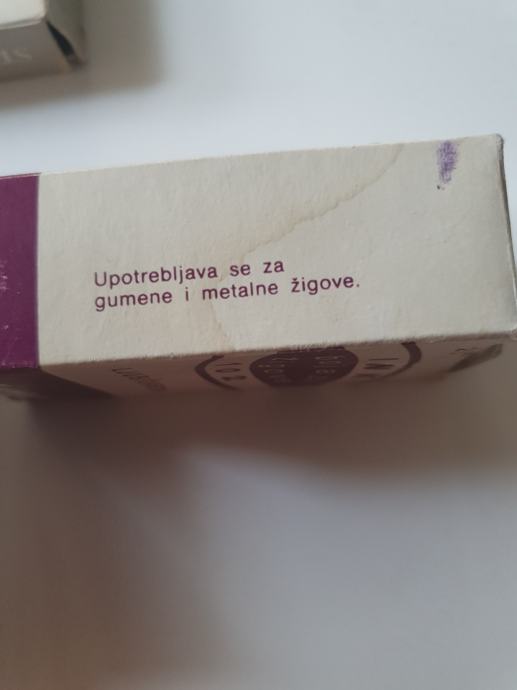 Upotrebljava se za
gumene i metalne žigove.